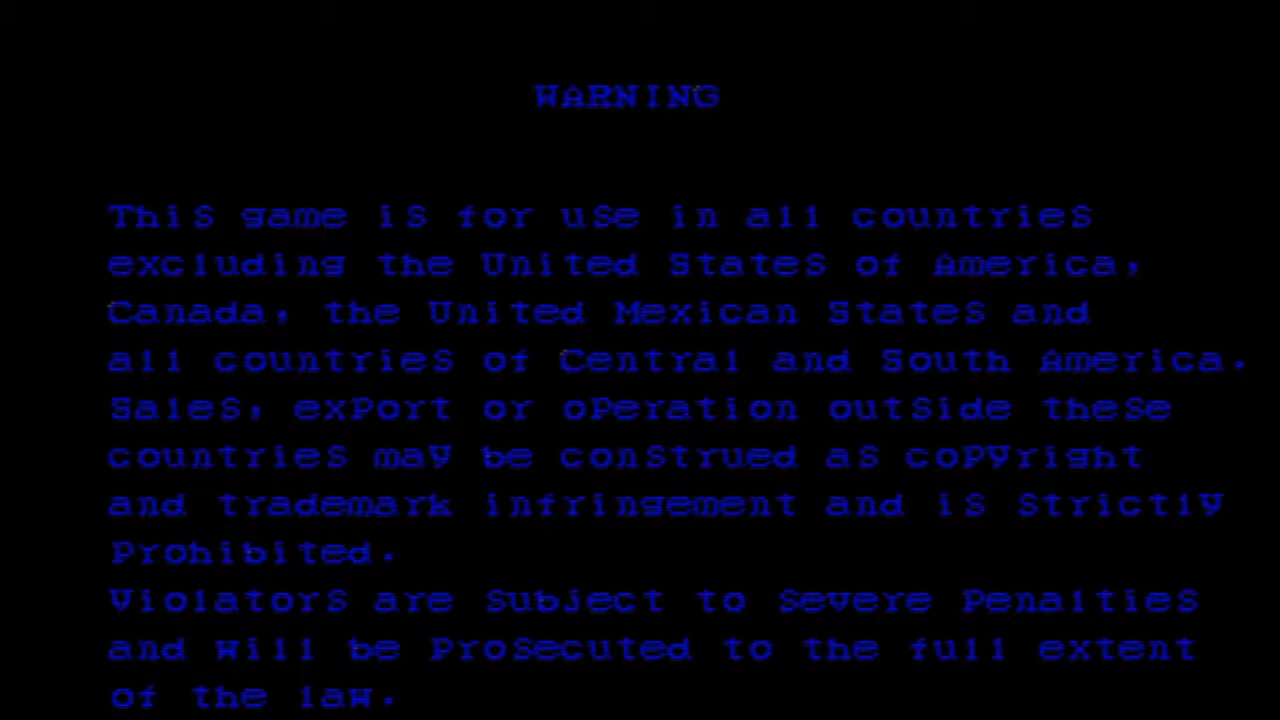 WARNING
This game is for use in all countries
excluding the United States of America,
Canada, the United Mexican States and
all countries of Central and South America.
Sales, export or operation outside these
countries may be construed as copyright
and trademark infringement and is strictly
prohibited.
Violators are subject to severe penalties
and will be prosecuted to the full extent
of the law.